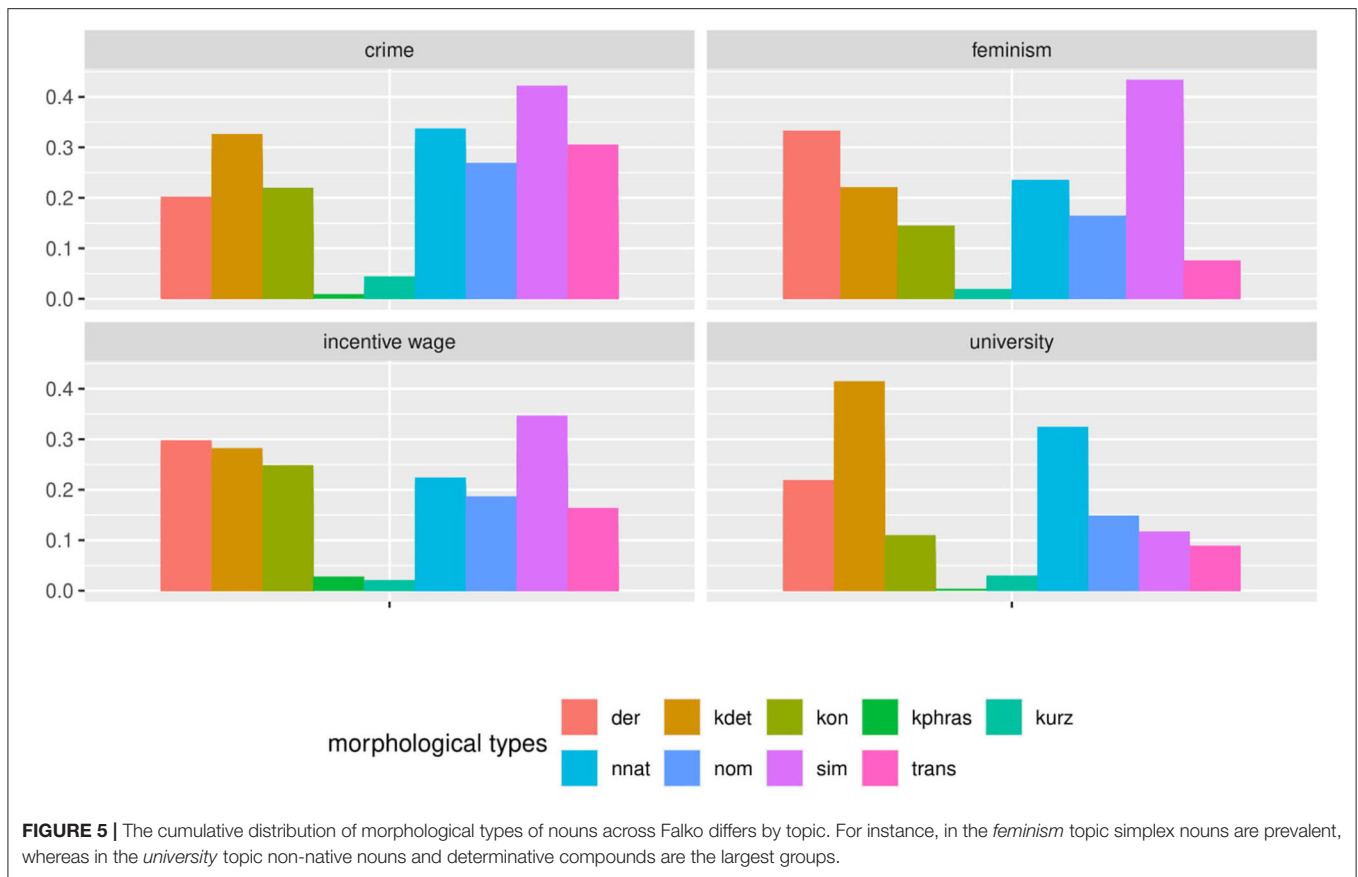 crime
feminism
0.4
0.3
0.2
0.1
0.0
incentive wage
university
0.4
0.3
0.2
0.1
0.0
morphological types
der kdet kon kphras kurz
nnat nom sim trans
FIGURE 5 | The cumulative distribution of morphological types of nouns across Falko differs by topic. For instance, in the feminism topic simplex nouns are prevalent,
whereas in the university topic non-native nouns and determinative compounds are the largest groups.